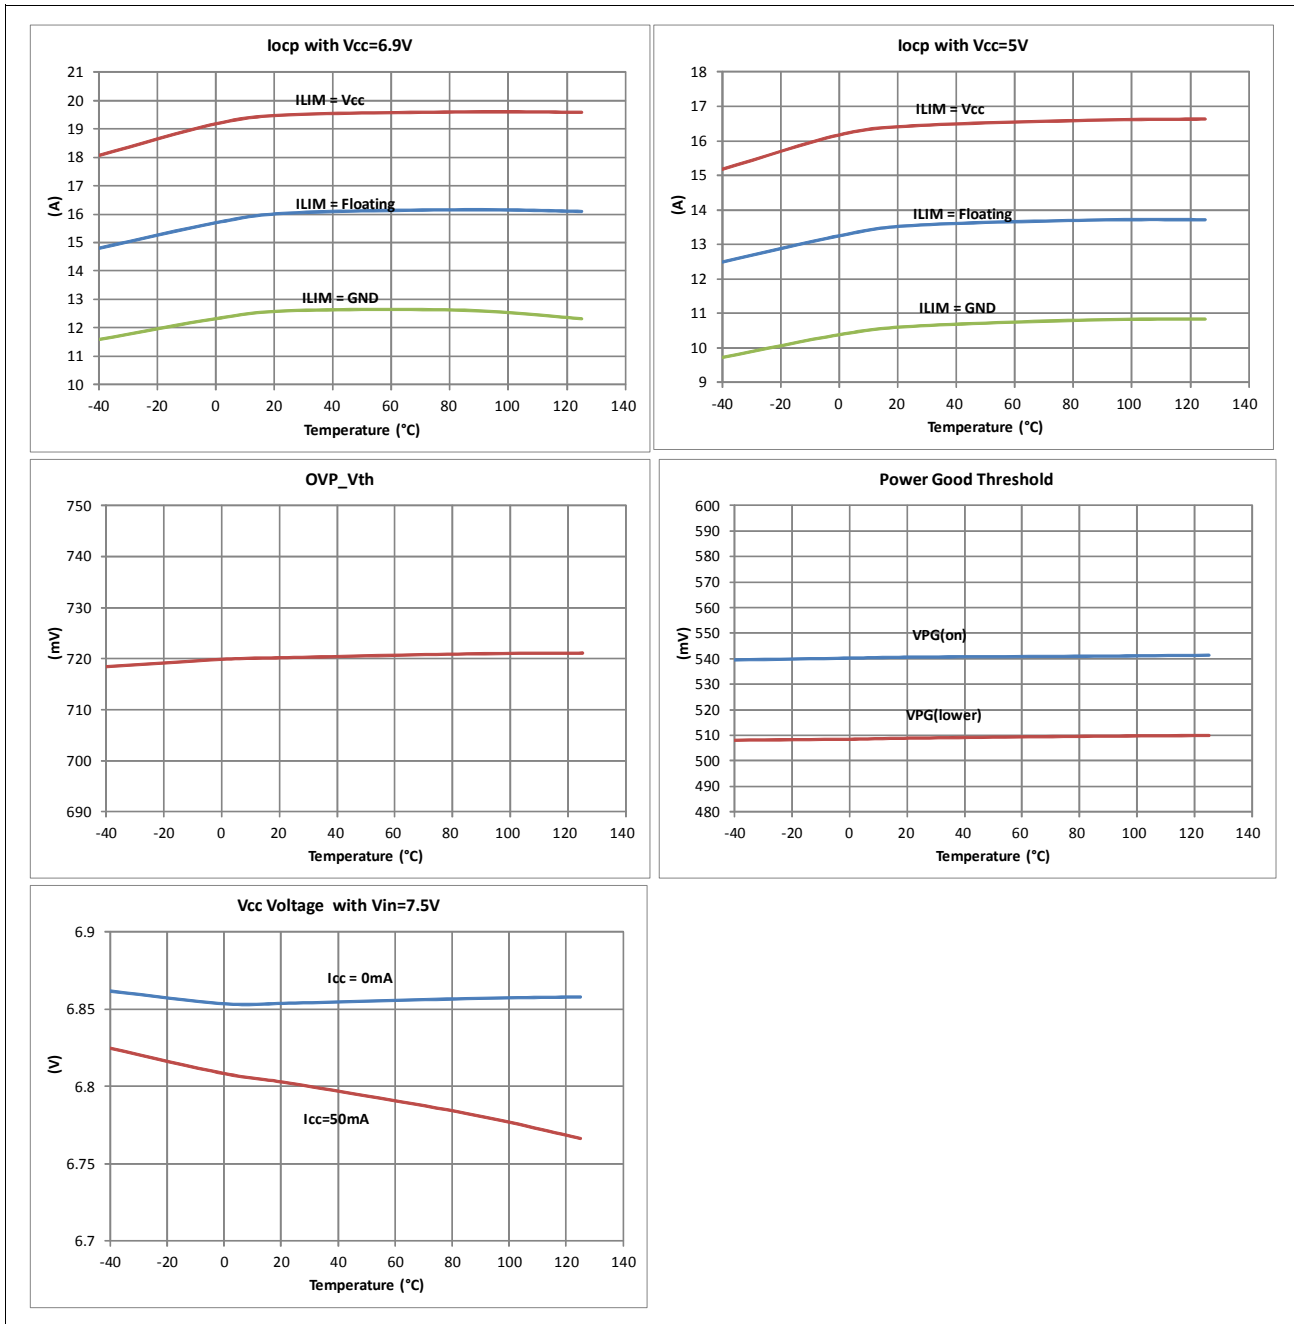 Iocp with Vcc=6.9V
21
20
19
18
17
16
15
14
13
12
11
10
(A)
ILIM = Vcc
ILIM = Floating
ILIM = GND
-40 -20 0 20 40 60 80 100 120 140
Temperature (°C)
Iocp with Vcc=5V
18
17
16
15
14
13
12
11
10
9
(A)
ILIM = Vcc
ILIM = Floating
ILIM = GND
-40 -20 0 20 40 60 80 100 120 140
Temperature (°C)
OVP_Vth
750
740
730
720
710
700
690
(mV)
-40 -20 0 20 40 60 80 100 120 140
Temperature (°C)
Power Good Threshold
600
590
580
570
560
550
540
530
520
510
500
490
480
(mV)
VPG(on)
VPG(lower)
-40 -20 0 20 40 60 80 100 120 140
Temperature (°C)
Vcc Voltage with Vin=7.5V
6.9
6.85
6.8
6.75
6.7
(V)
Icc = 0mA
Icc=50mA
-40 -20 0 20 40 60 80 100 120 140
Temperature (°C)